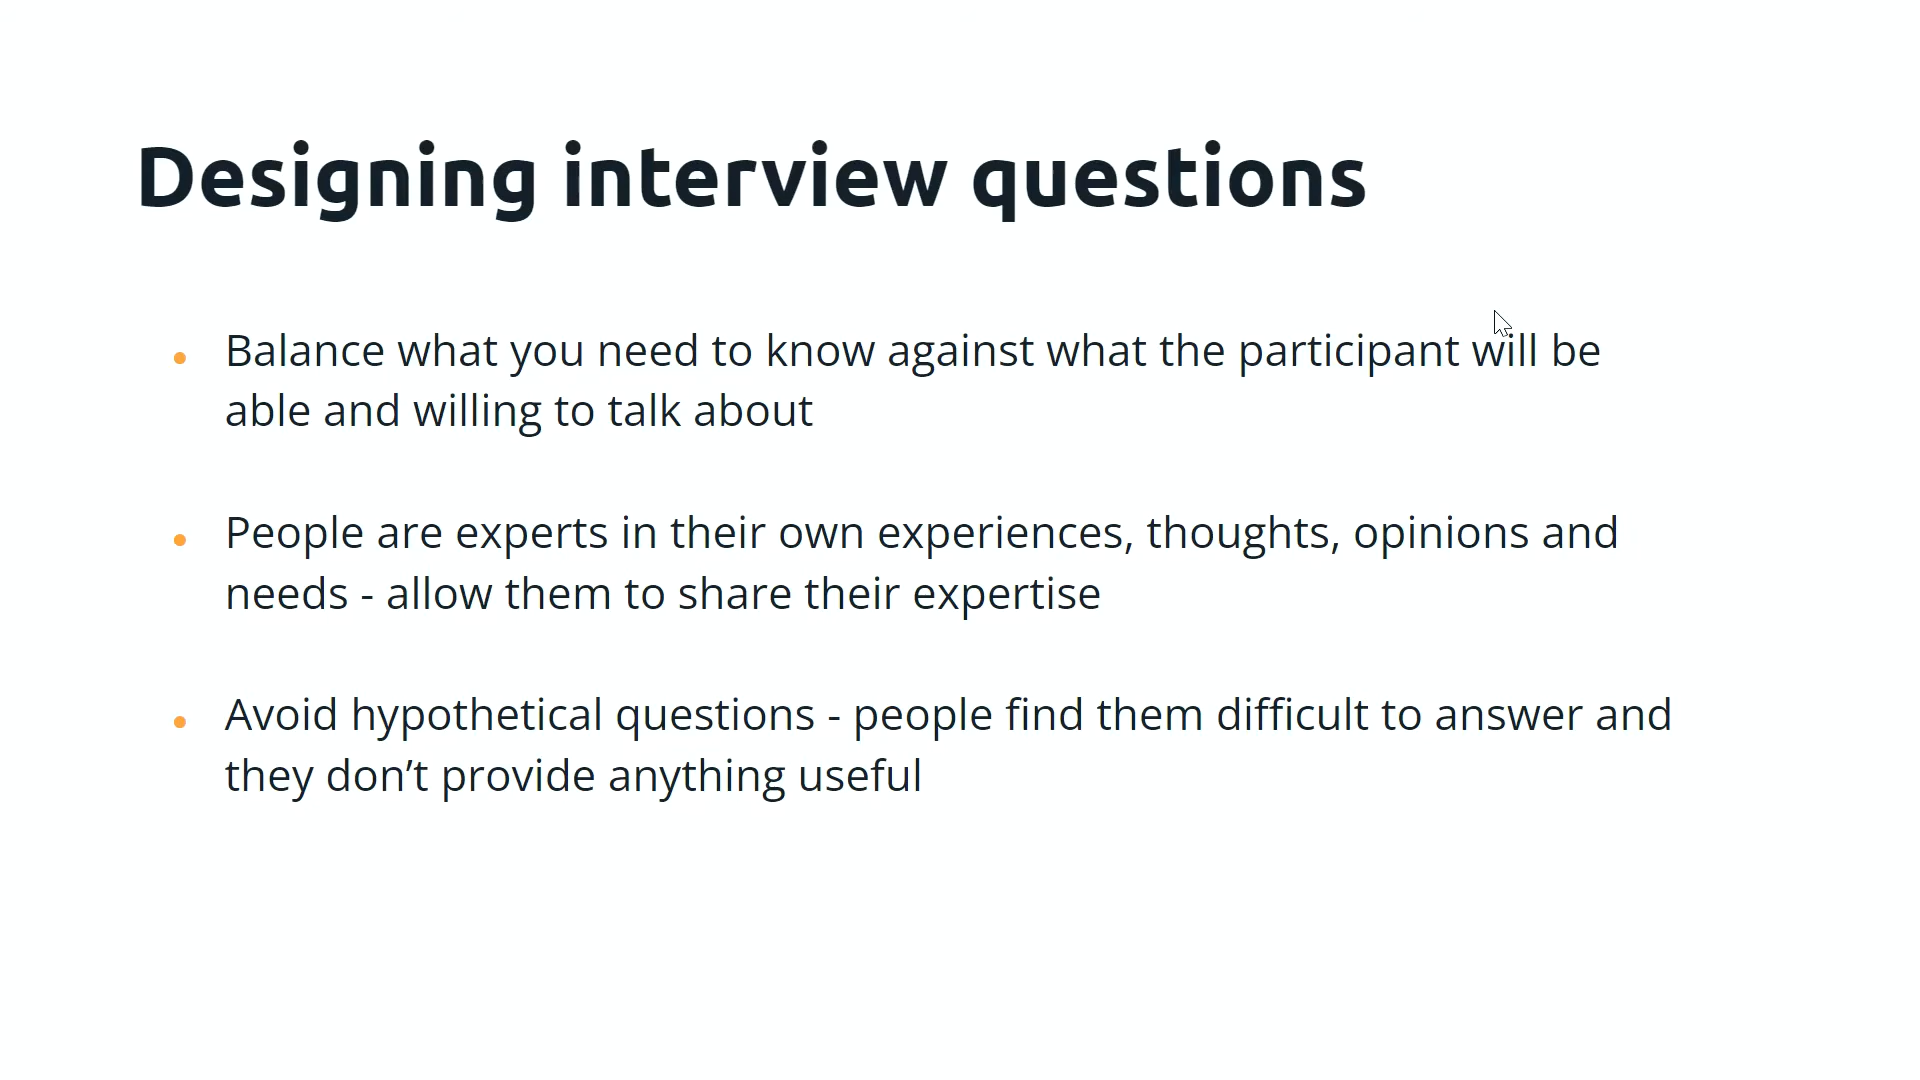 Designing interview questions
• Balance what you need to know against what the participant will be
able and willing to talk about
• People are experts in their own experiences, thoughts, opinions and
needs - allow them to share their expertise
• Avoid hypothetical questions - people find them difficult to answer and
they don’t provide anything useful